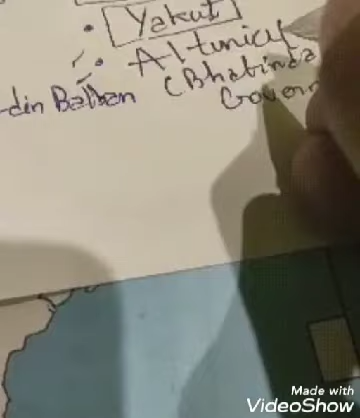 • Yakut
• Altunia
-din Balban
(Bhatinda
Govern
Made with
VideoShow